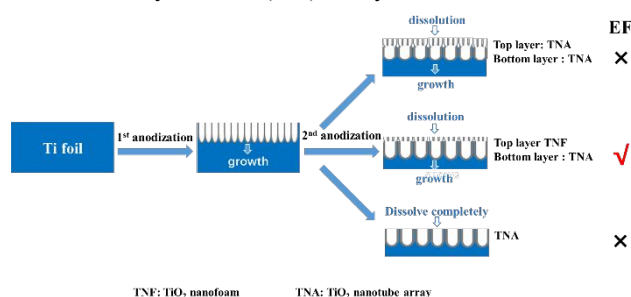 dissolution
EF
Top layer: TNA
Bottom layer : TNA
×
growth
1st anodization
2nd anodization
dissolution
Ti foil
growth
Top layer TNF
Bottom layer : TNA
√
growth
Dissolve completely
TNA
×
TNF: TiO2 nanofoam
TNA: TiO2 nanotube array